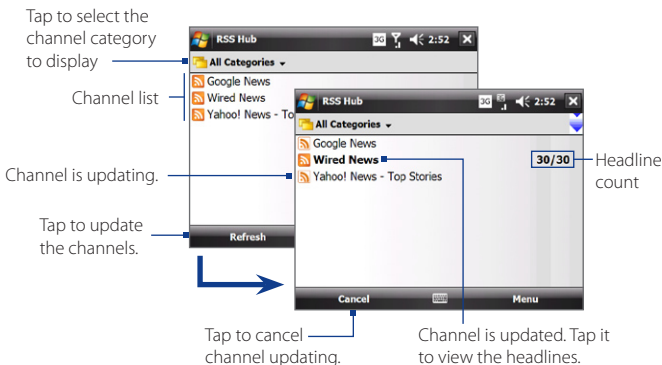 Tap to select the
channel category
to display
Channel list
Channel is updating.
Tap to update
the channels.
RSS Hub
3G
2:52
All Categories
Google News
Wired News
Yahoo! News - To
Refresh
RSS Hub
3G
2:52
All Categories
Google News
Wired News
30/30
Yahoo! News - Top Stories
Cancel
Menu
Headline
count
Tap to cancel
channel updating.
Channel is updated. Tap it
to view the headlines.